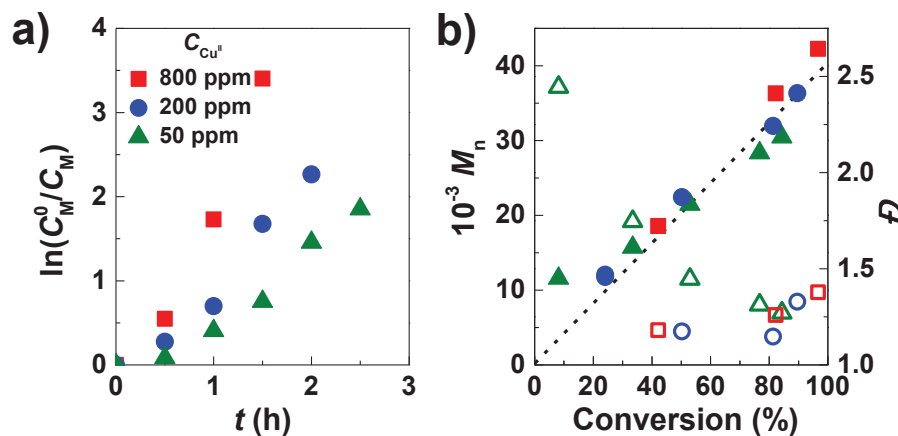 a)
C_Cu^II
800 ppm
200 ppm
50 ppm
ln(C_M^0/C_M)
4
3
2
1
0
0 1 2 3
t (h)
b)
10^-3 M_n
40
30
20
10
0
2.5
2.0
1.5
1.0
Đ
0 20 40 60 80 100
Conversion (%)